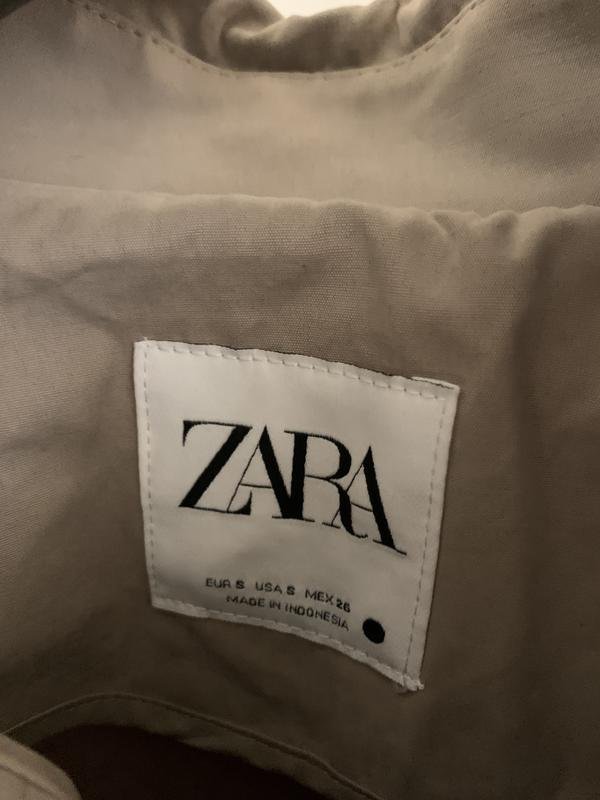 ZARA
EUR S USA S MEX 26
MADE IN INDONESIA